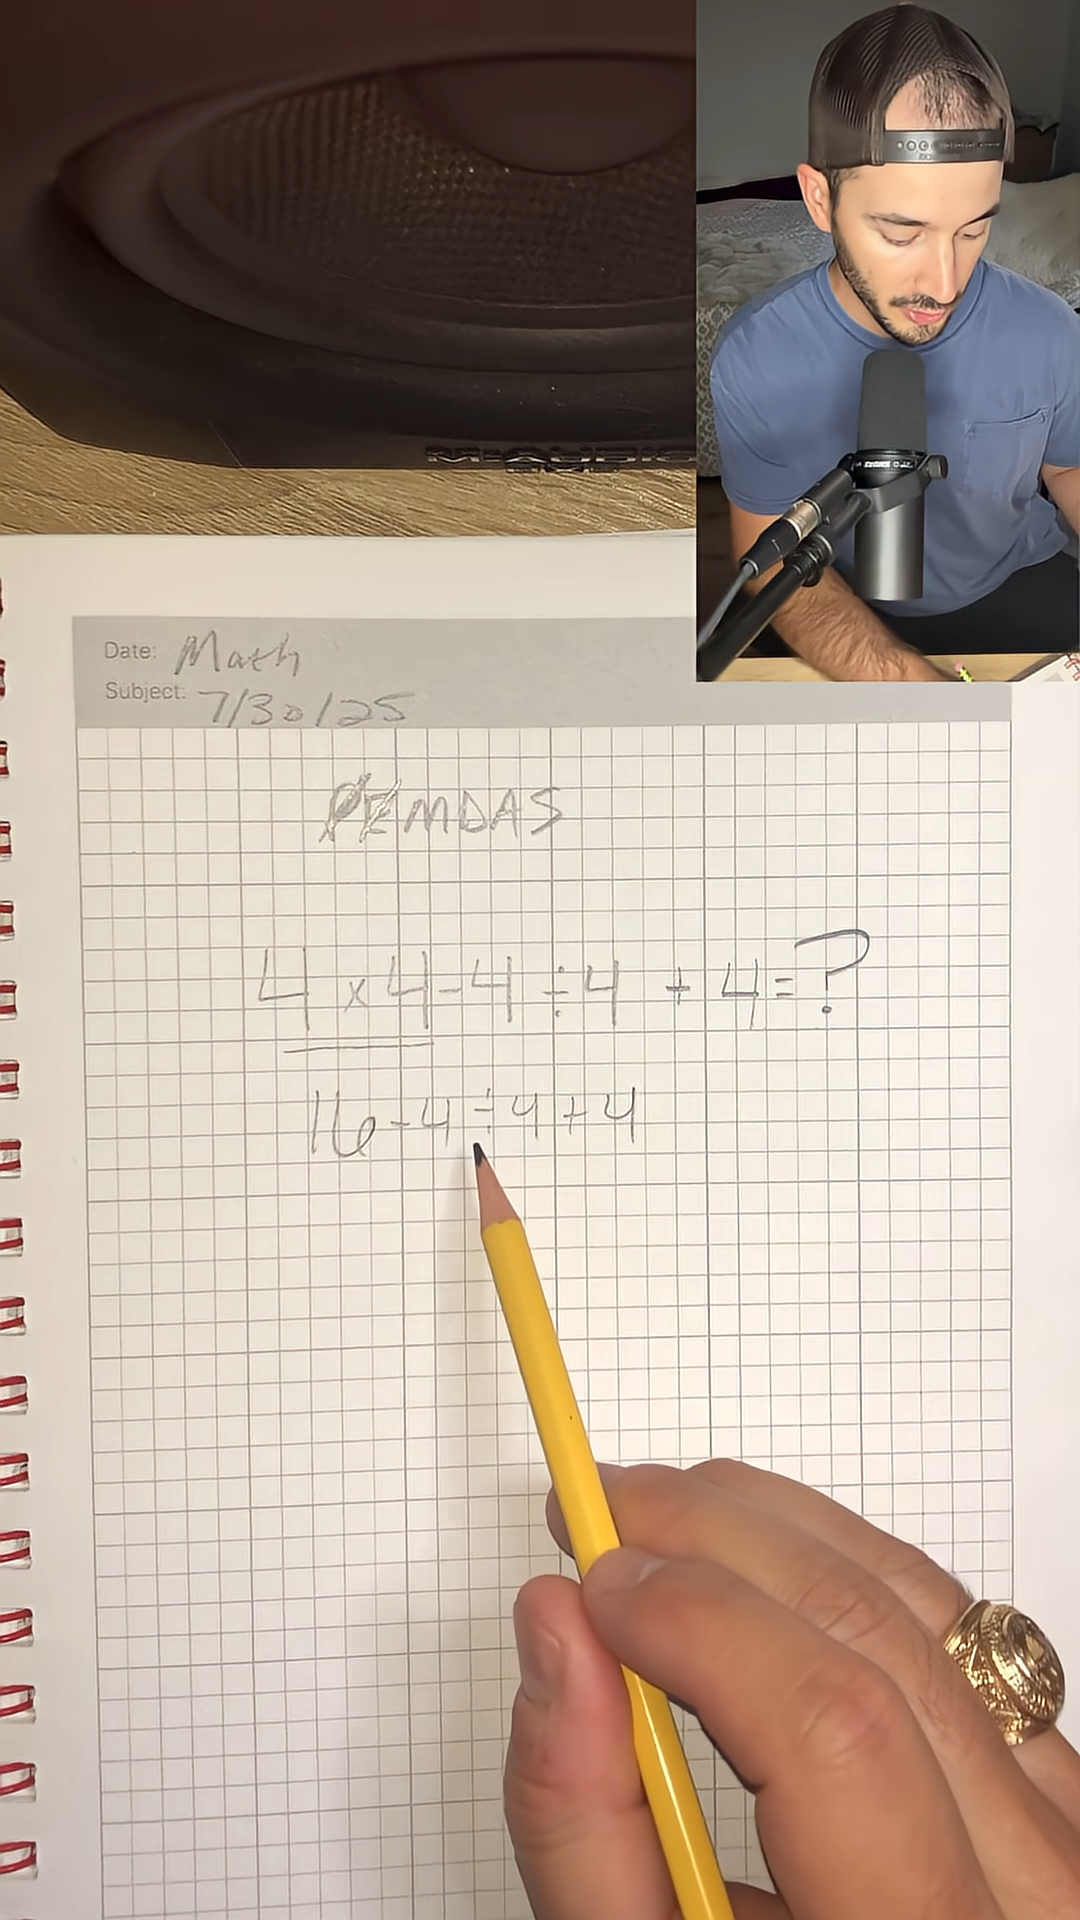 Date: Math
Subject: 7/30/25
PEMDAS
4 x 4 - 4 ÷ 4 + 4 = ?
16 - 4 ÷ 4 + 4